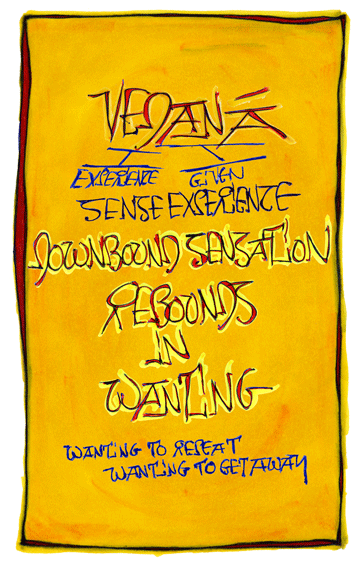 VEDANĀ
EXPERIENCE GIVEN
SENSE EXPERIENCE
DOWNBOUND SENSATION
REBOUNDS
IN
WANTING
WANTING TO REPEAT
WANTING TO GET AWAY